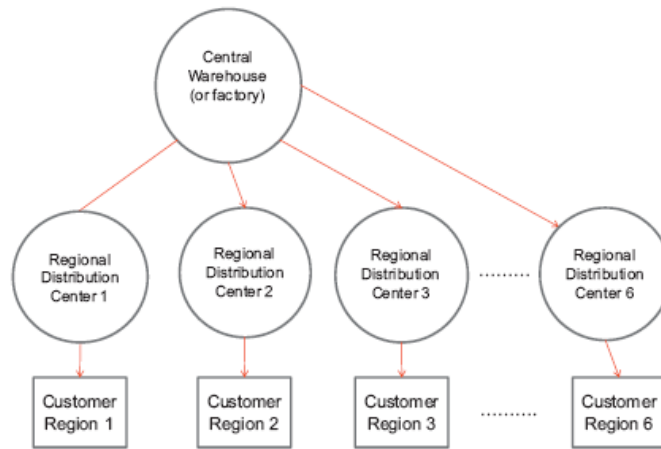 Central
Warehouse
(or factory)
Regional
Distribution
Center 1
Regional
Distribution
Center 2
Regional
Distribution
Center 3
.........
Regional
Distribution
Center 6
Customer
Region 1
Customer
Region 2
Customer
Region 3
...........
Customer
Region 6